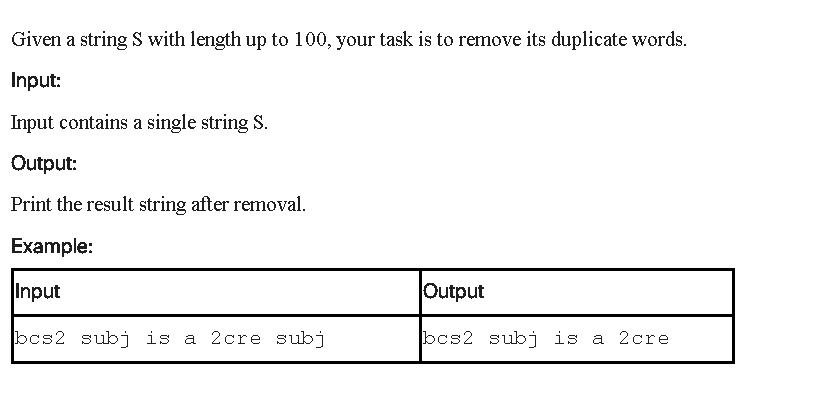 Given a string S with length up to 100, your task is to remove its duplicate words.
Input:
Input contains a single string S.
Output:
Print the result string after removal.
Example:
Input Output
bcs2 subj is a 2cre subj bcs2 subj is a 2cre